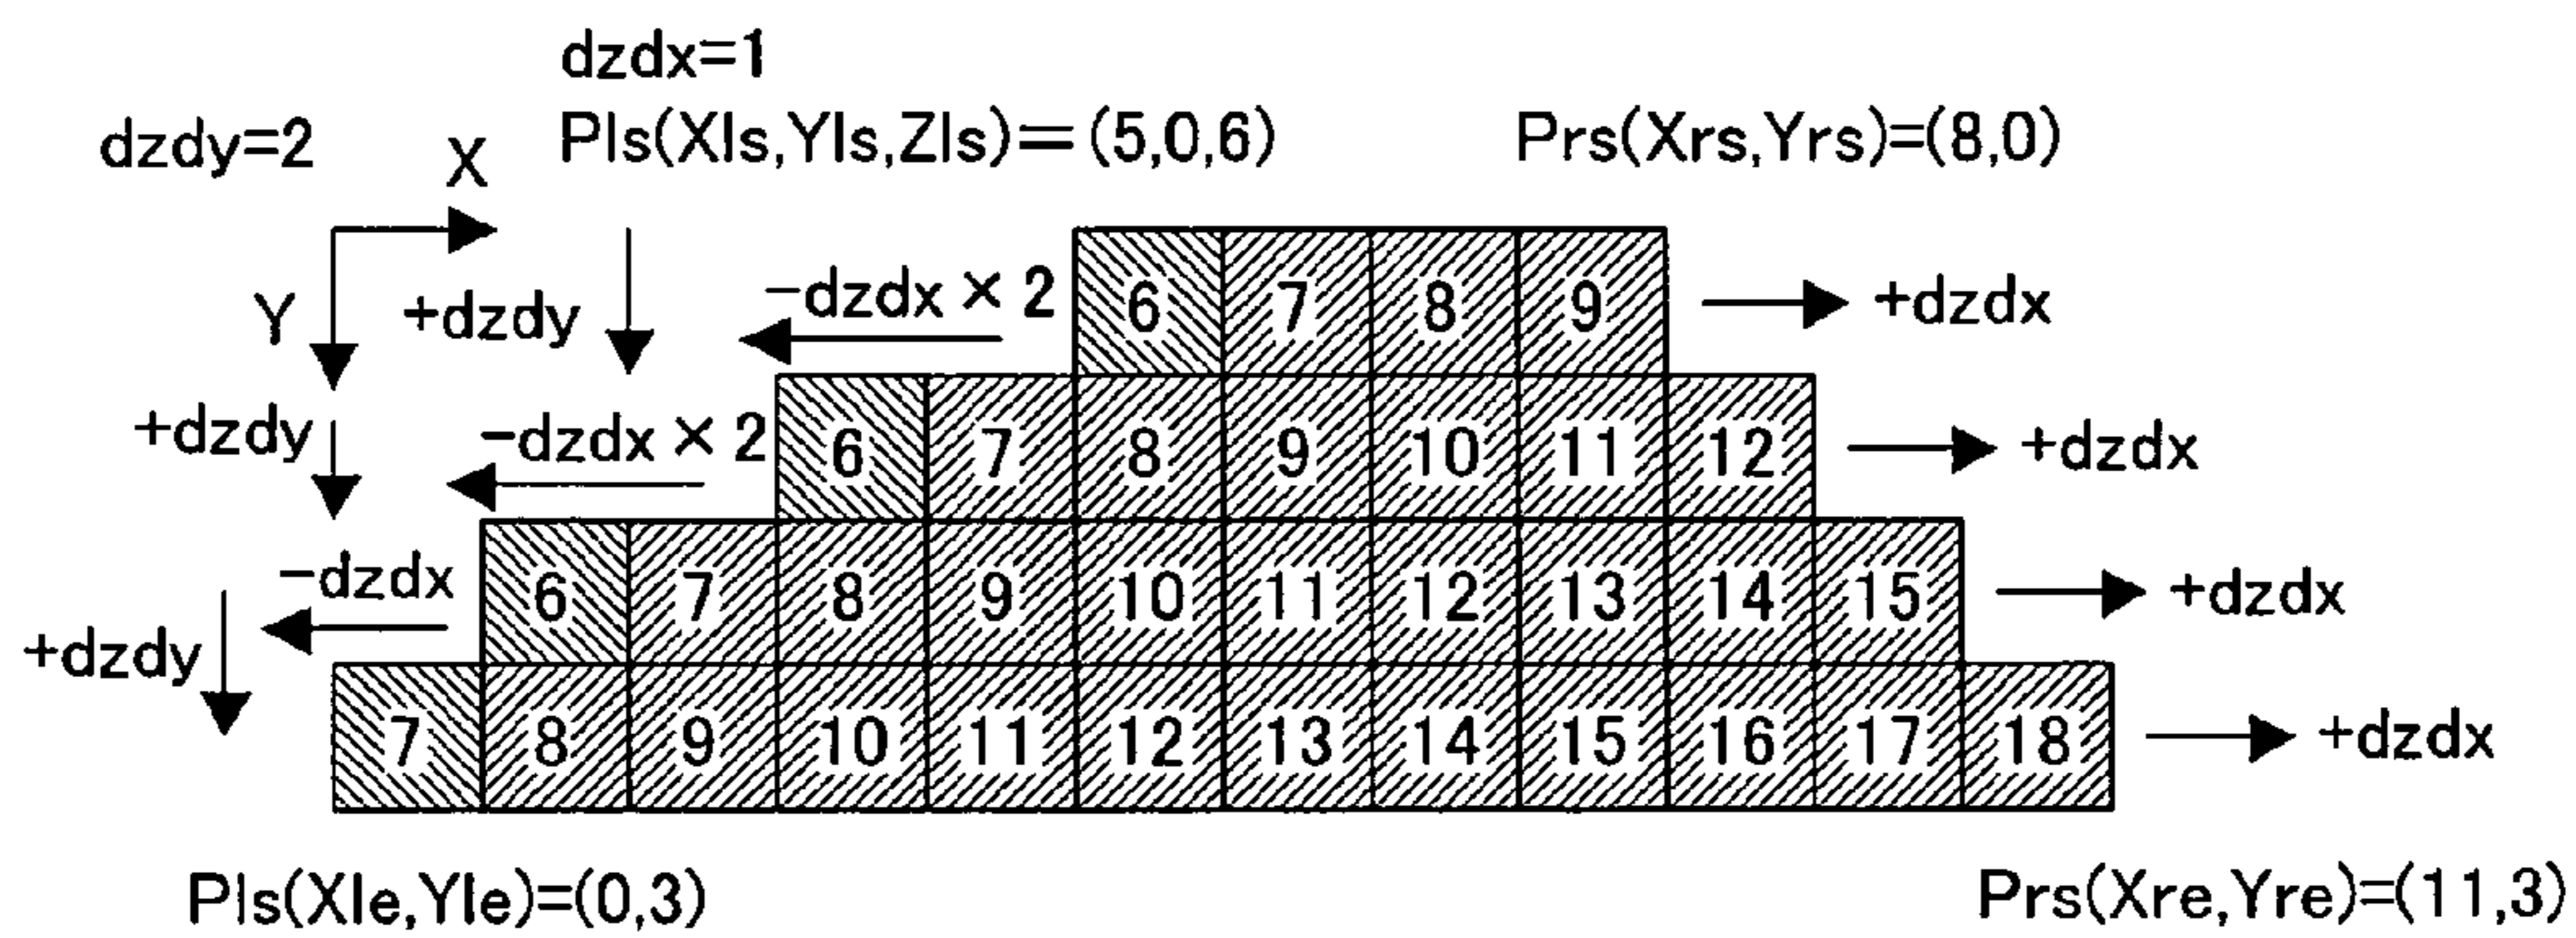 dzdx=1
dzdy=2
Pls(Xls,Yls,Zls)=(5,0,6)
Prs(Xrs,Yrs)=(8,0)
X
Y
+dzdy
-dzdx × 2
6 7 8 9
+dzdx
+dzdy
-dzdx × 2
6 7 8 9 10 11 12
+dzdx
-dzdx
6 7 8 9 10 11 12 13 14 15
+dzdx
+dzdy
7 8 9 10 11 12 13 14 15 16 17 18
+dzdx
Pls(Xle,Yle)=(0,3)
Prs(Xre,Yre)=(11,3)